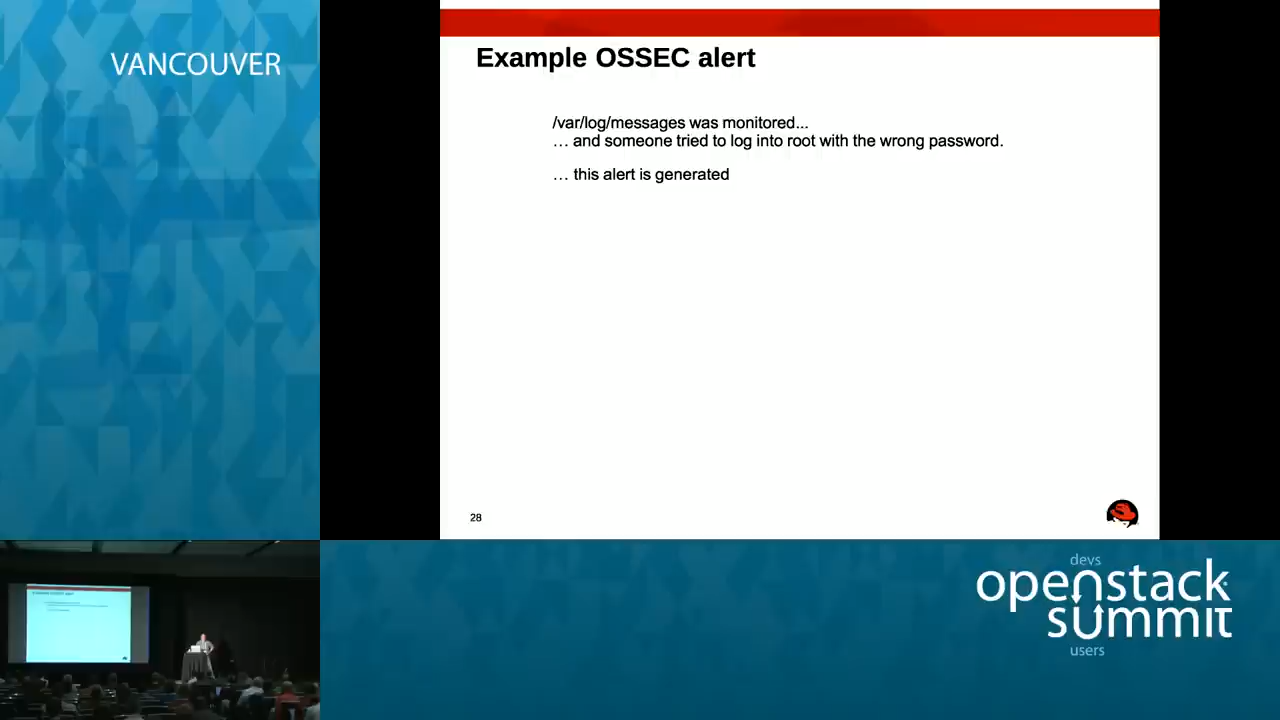 VANCOUVER
Example OSSEC alert
/var/log/messages was monitored...
… and someone tried to log into root with the wrong password.
… this alert is generated
28
devs
openstack
summit
users